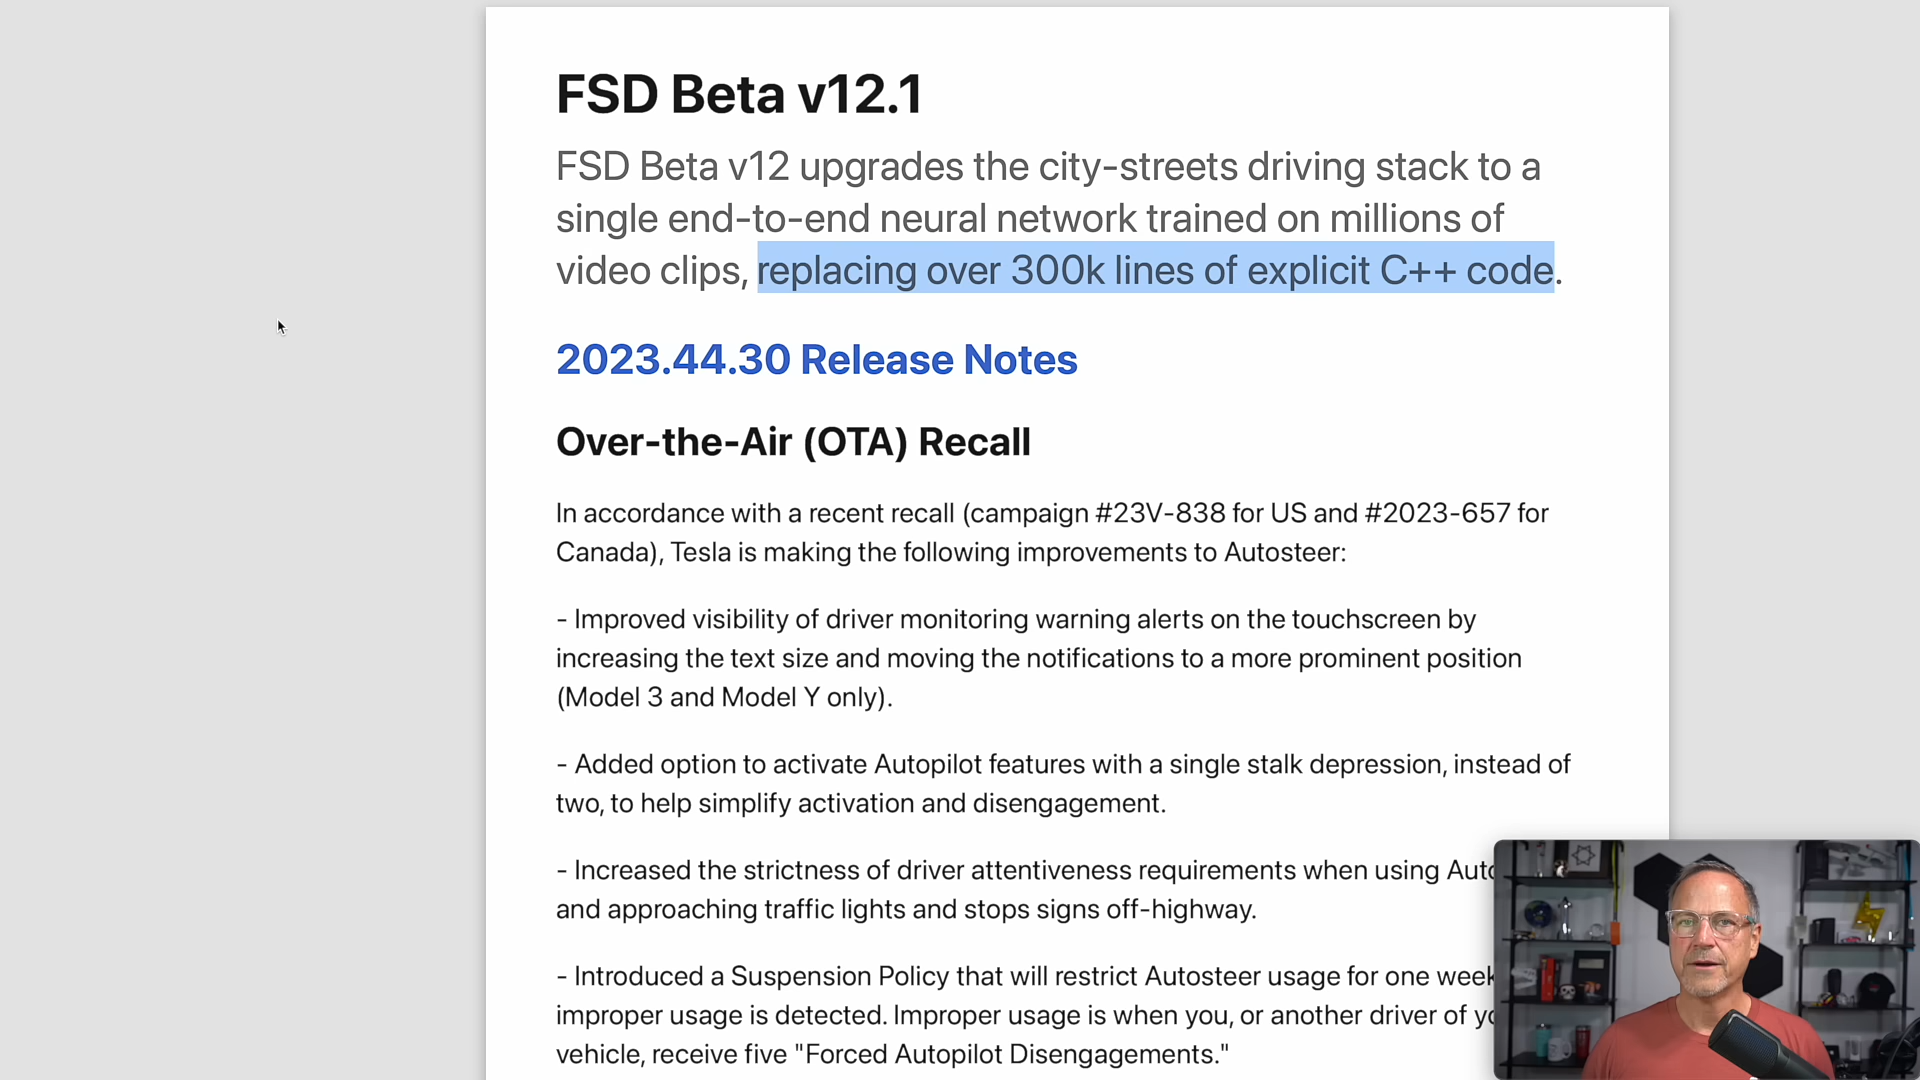 FSD Beta v12.1
FSD Beta v12 upgrades the city-streets driving stack to a
single end-to-end neural network trained on millions of
video clips, replacing over 300k lines of explicit C++ code.
2023.44.30 Release Notes
Over-the-Air (OTA) Recall
In accordance with a recent recall (campaign #23V-838 for US and #2023-657 for
Canada), Tesla is making the following improvements to Autosteer:
- Improved visibility of driver monitoring warning alerts on the touchscreen by
increasing the text size and moving the notifications to a more prominent position
(Model 3 and Model Y only).
- Added option to activate Autopilot features with a single stalk depression, instead of
two, to help simplify activation and disengagement.
- Increased the strictness of driver attentiveness requirements when using
and approaching traffic lights and stops signs off-highway.
- Introduced a Suspension Policy that will restrict Autosteer usage for one week
improper usage is detected. Improper usage is when you, or another driver of
vehicle, receive five "Forced Autopilot Disengagements."